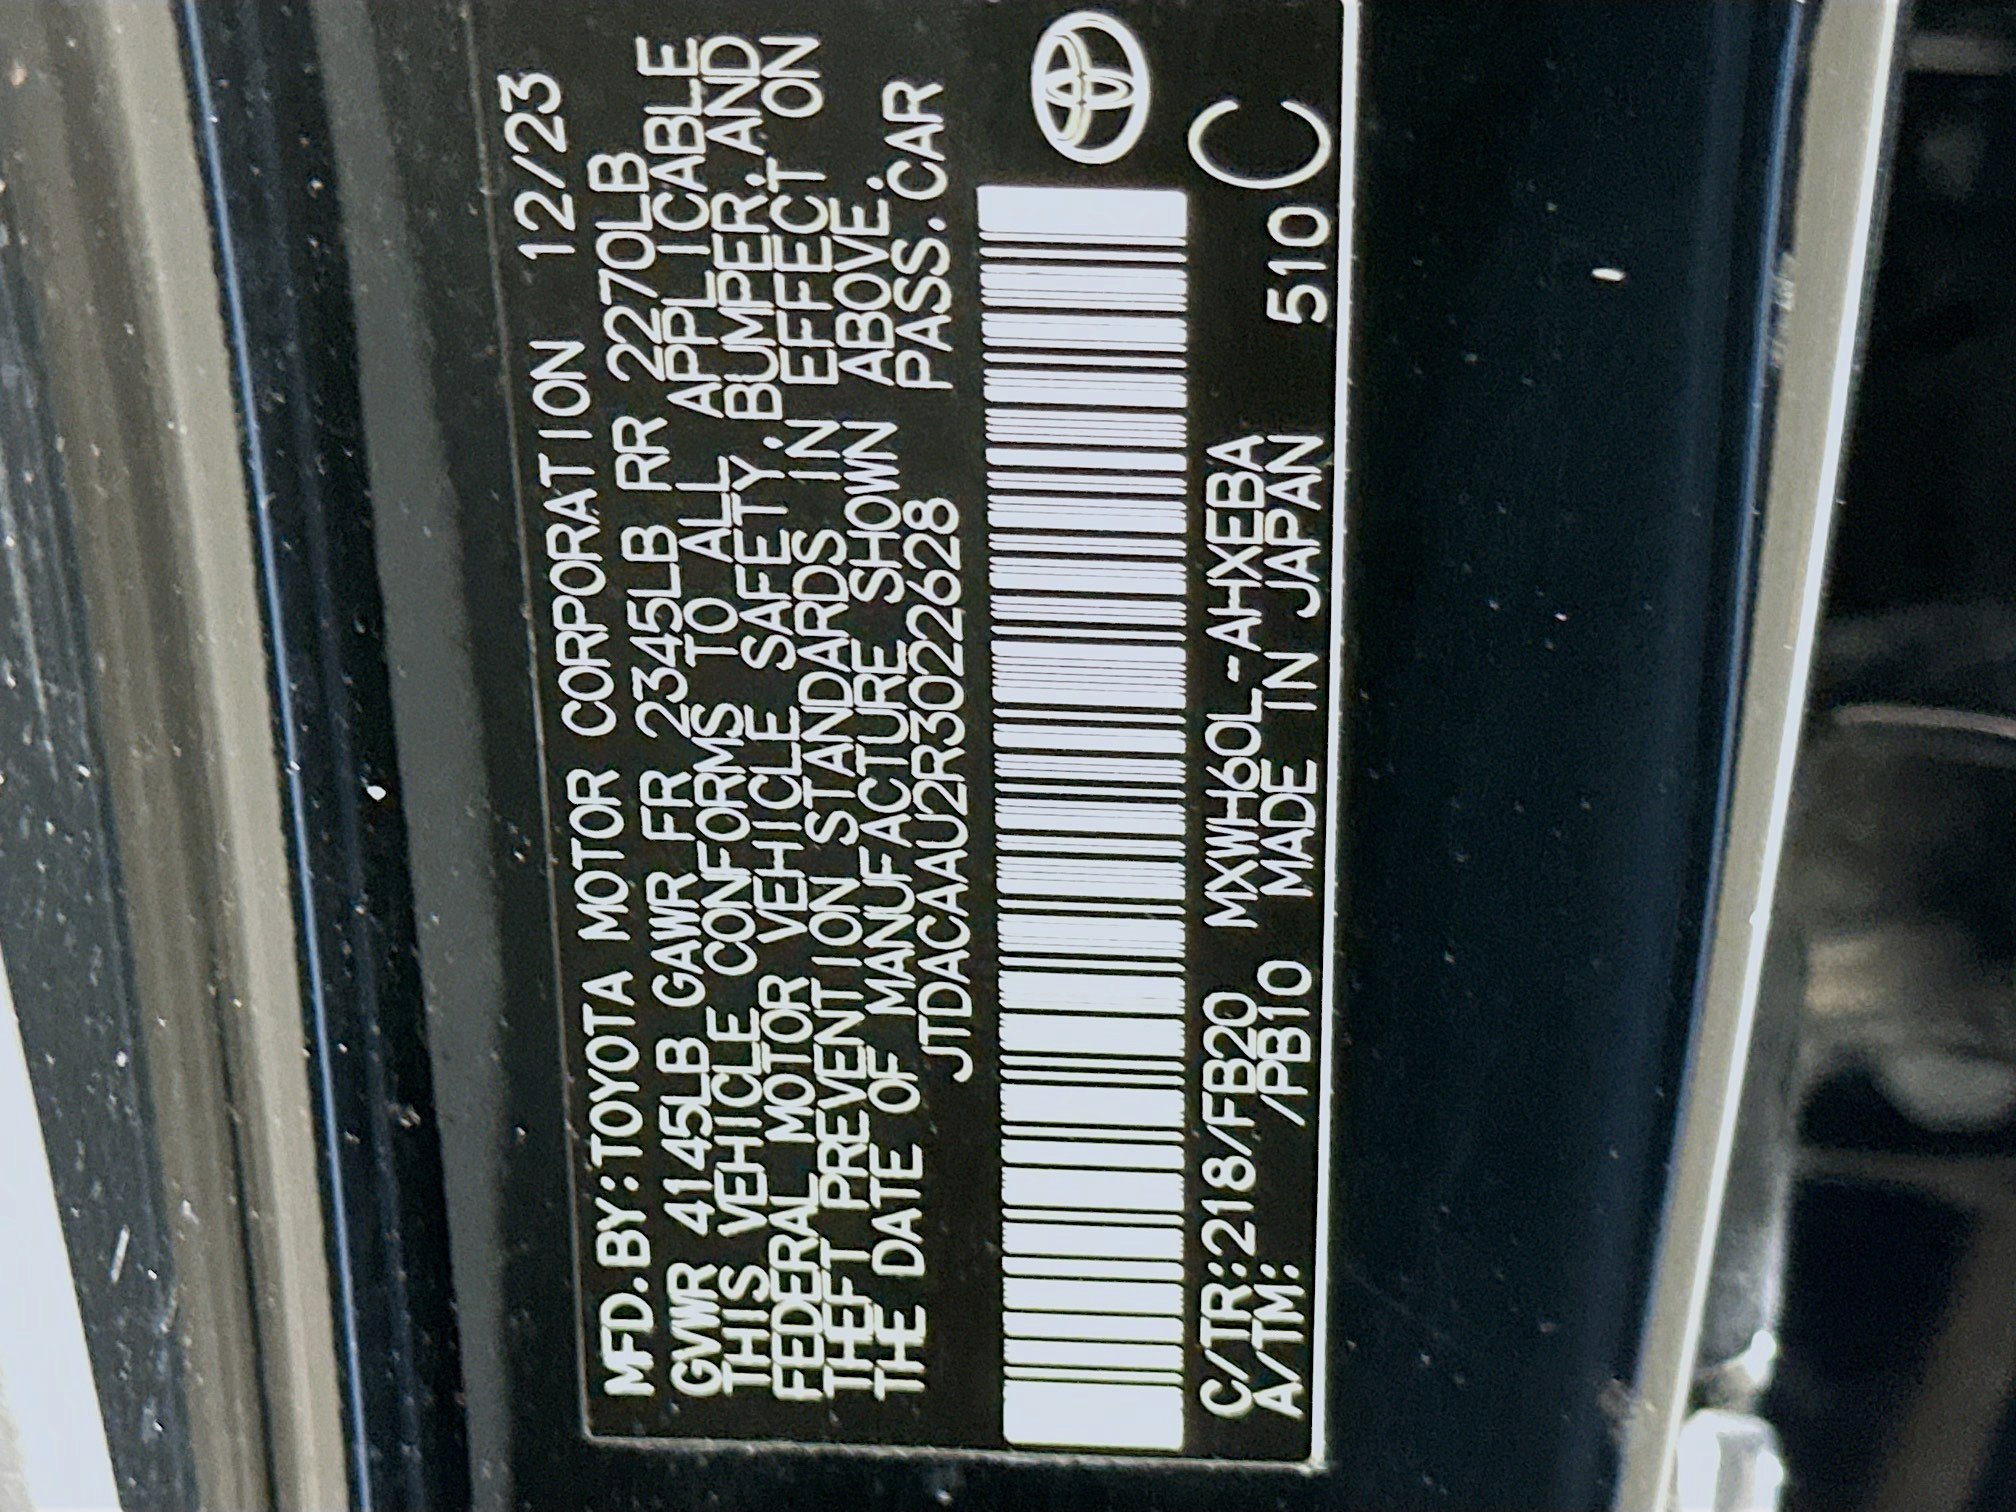 MFD.BY:TOYOTA MOTOR CORPORATION 12/23
GVWR 4145LB GAWR FR 2345LB RR 2270LB
THIS VEHICLE CONFORMS TO ALL APPLICABLE
FEDERAL MOTOR VEHICLE SAFETY, BUMPER, AND
THEFT PREVENTION STANDARDS IN EFFECT ON
THE DATE OF MANUFACTURE SHOWN ABOVE.
JTDACAAU2R3022628 PASS.CAR
C/TR:218/FB20 MXWH60L-AHXEBA C
A/TM: /PB10 MADE IN JAPAN 510